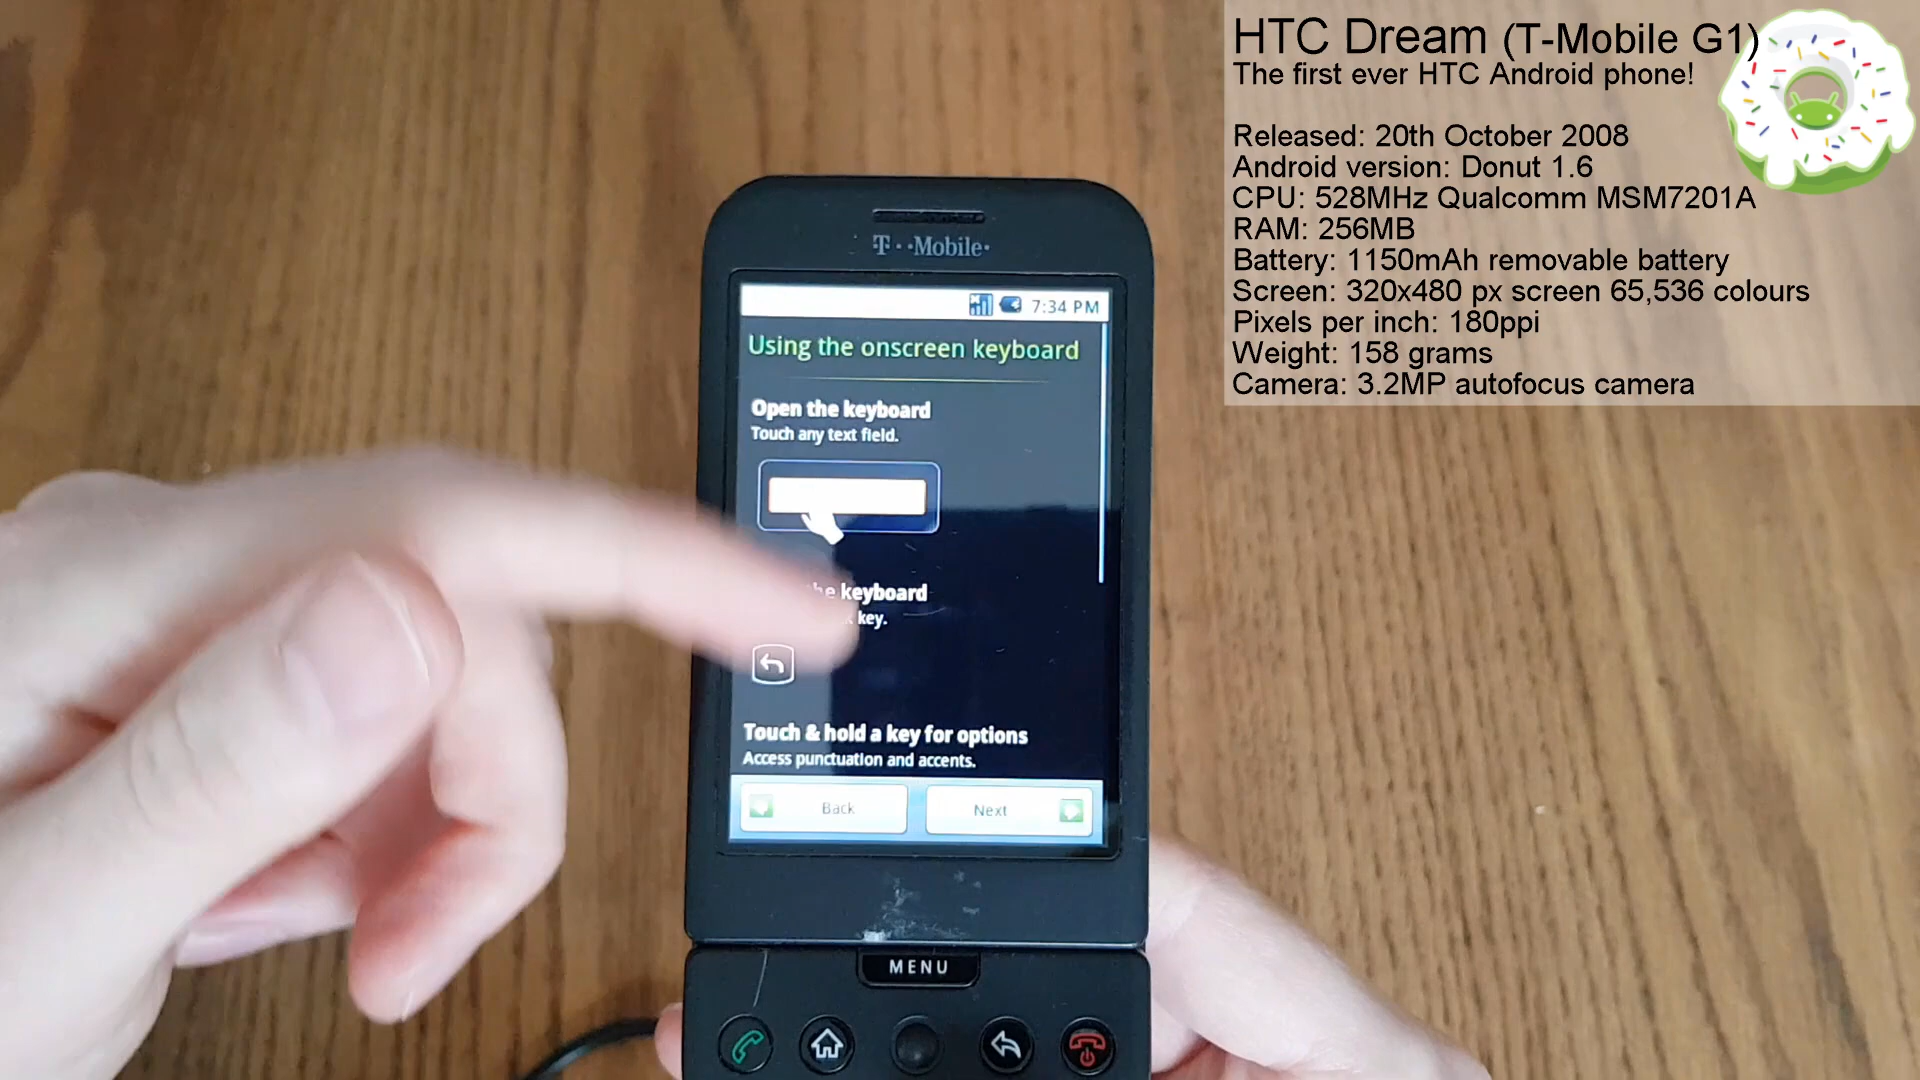 HTC Dream (T-Mobile G1)
The first ever HTC Android phone!
Released: 20th October 2008
Android version: Donut 1.6
CPU: 528MHz Qualcomm MSM7201A
RAM: 256MB
Battery: 1150mAh removable battery
Screen: 320x480 px screen 65,536 colours
Pixels per inch: 180ppi
Weight: 158 grams
Camera: 3.2MP autofocus camera
T··Mobile·
7:34 PM
Using the onscreen keyboard
Open the keyboard
Touch any text field.
keyboard
key.
Touch & hold a key for options
Access punctuation and accents.
Back
Next
MENU